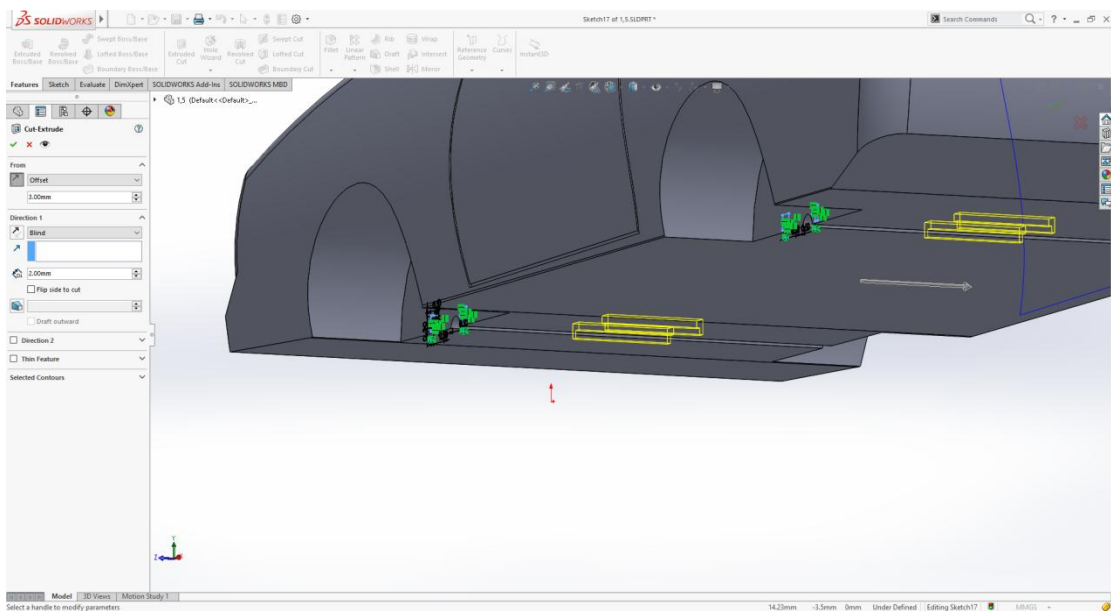 SOLIDWORKS
Sketch17 of 1,5.SLDPRT *
Search Commands
Extruded Boss/Base
Revolved Boss/Base
Swept Boss/Base
Lofted Boss/Base
Boundary Boss/Base
Extruded Cut
Hole Wizard
Revolved Cut
Swept Cut
Lofted Cut
Boundary Cut
Fillet
Linear Pattern
Rib
Draft
Shell
Wrap
Intersect
Mirror
Reference Geometry
Curves
Instant3D
Features Sketch Evaluate DimXpert SOLIDWORKS Add-Ins SOLIDWORKS MBD
1,5 (Default<<Default>_...
Cut-Extrude
From
Offset
3.00mm
Direction 1
Blind
2.00mm
Flip side to cut
Draft outward
Direction 2
Thin Feature
Selected Contours
Y
Z
Model 3D Views Motion Study 1
Select a handle to modify parameters
14.23mm -3.5mm 0mm Under Defined Editing Sketch17 MMGS